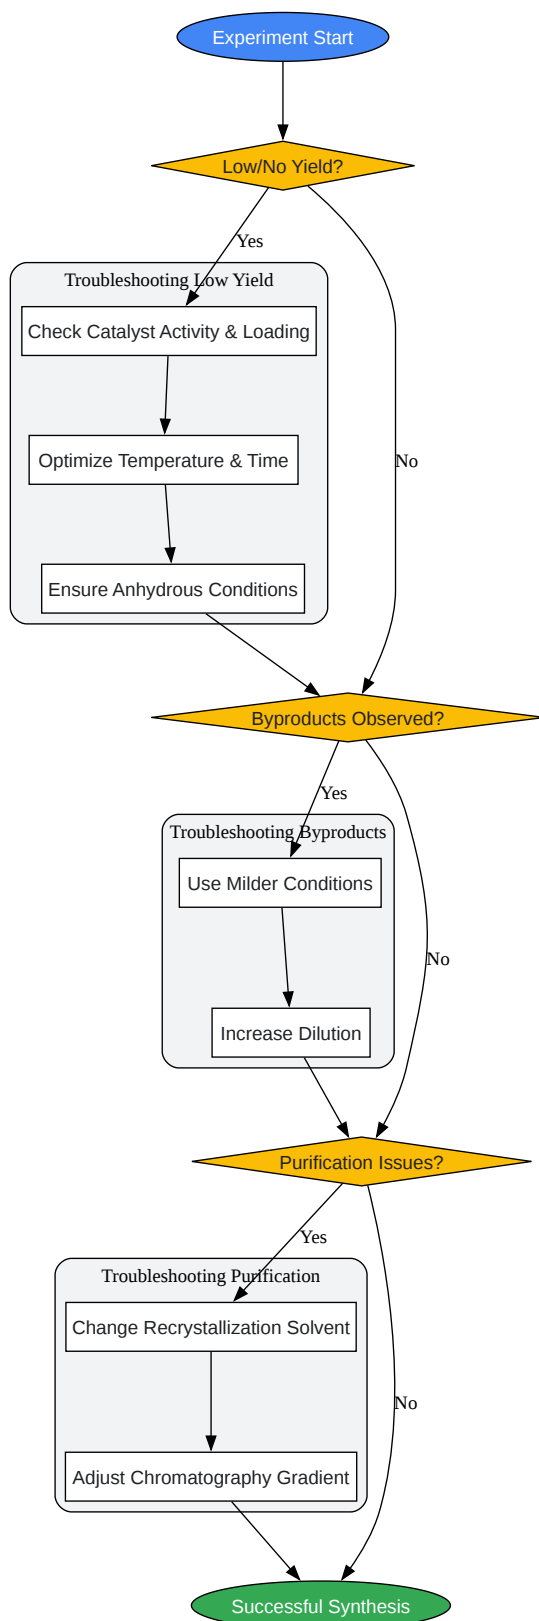 Experiment Start
Low/No Yield?
Yes
Troubleshooting Low Yield
Check Catalyst Activity & Loading
Optimize Temperature & Time
No
Ensure Anhydrous Conditions
Byproducts Observed?
Yes
Troubleshooting Byproducts
Use Milder Conditions
No
Increase Dilution
Purification Issues?
Yes
Troubleshooting Purification
Change Recrystallization Solvent
No
Adjust Chromatography Gradient
Successful Synthesis